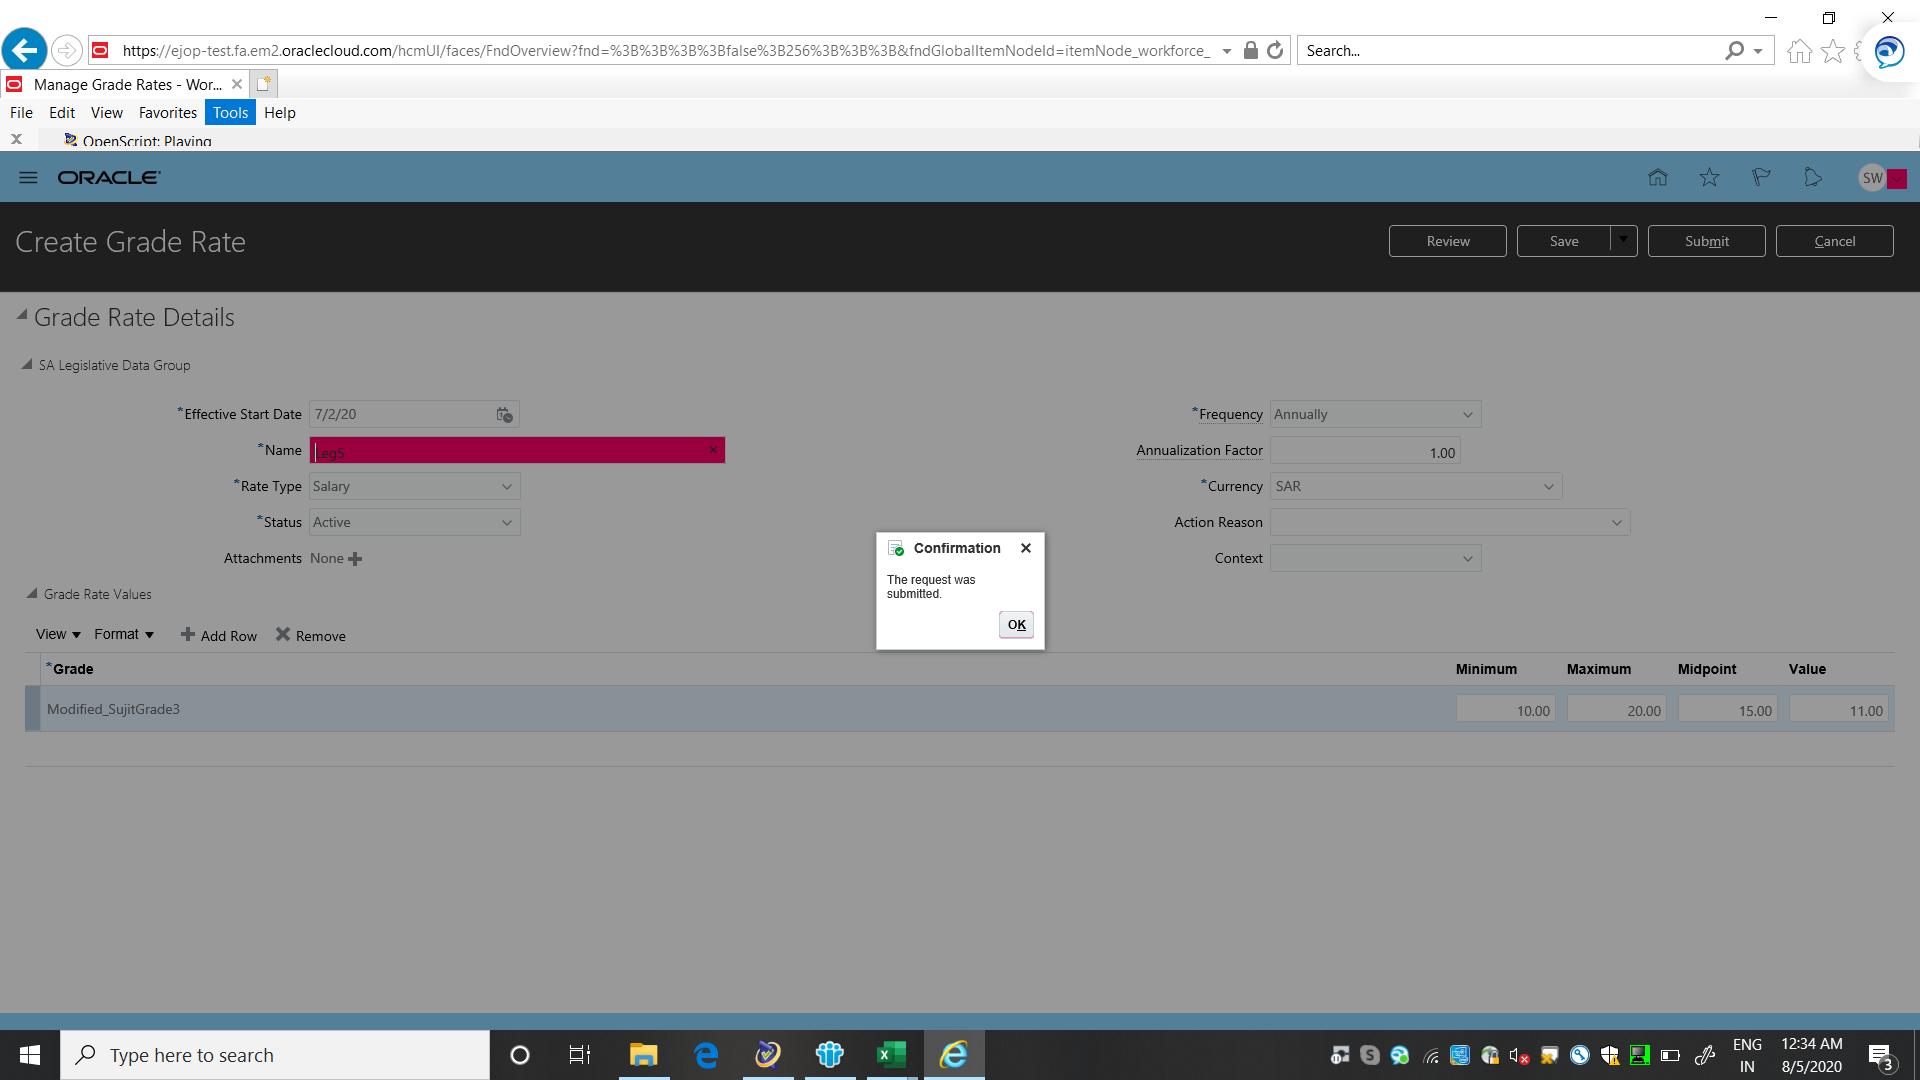 https://ejop-test.fa.em2.oraclecloud.com/hcmUI/faces/FndOverview?fnd=%3B%3B%3B%3Bfalse%3B256%3B%3B%3B&fndGlobalItemNodeId=itemNode_workforce_
Search...
Manage Grade Rates - Wor...
File Edit View Favorites Tools Help
OpenScript: Playing
ORACLE
SW
Create Grade Rate
Review Save Submit Cancel
Grade Rate Details
SA Legislative Data Group
*Effective Start Date 7/2/20
*Frequency Annually
*Name Leg5
Annualization Factor 1.00
*Rate Type Salary
*Currency SAR
*Status Active
Action Reason
Attachments None
Context
Confirmation
The request was
submitted.
OK
Grade Rate Values
View Format Add Row Remove
*Grade Minimum Maximum Midpoint Value
Modified_SujitGrade3 10.00 20.00 15.00 11.00
Type here to search
ENG
IN
12:34 AM
8/5/2020
3